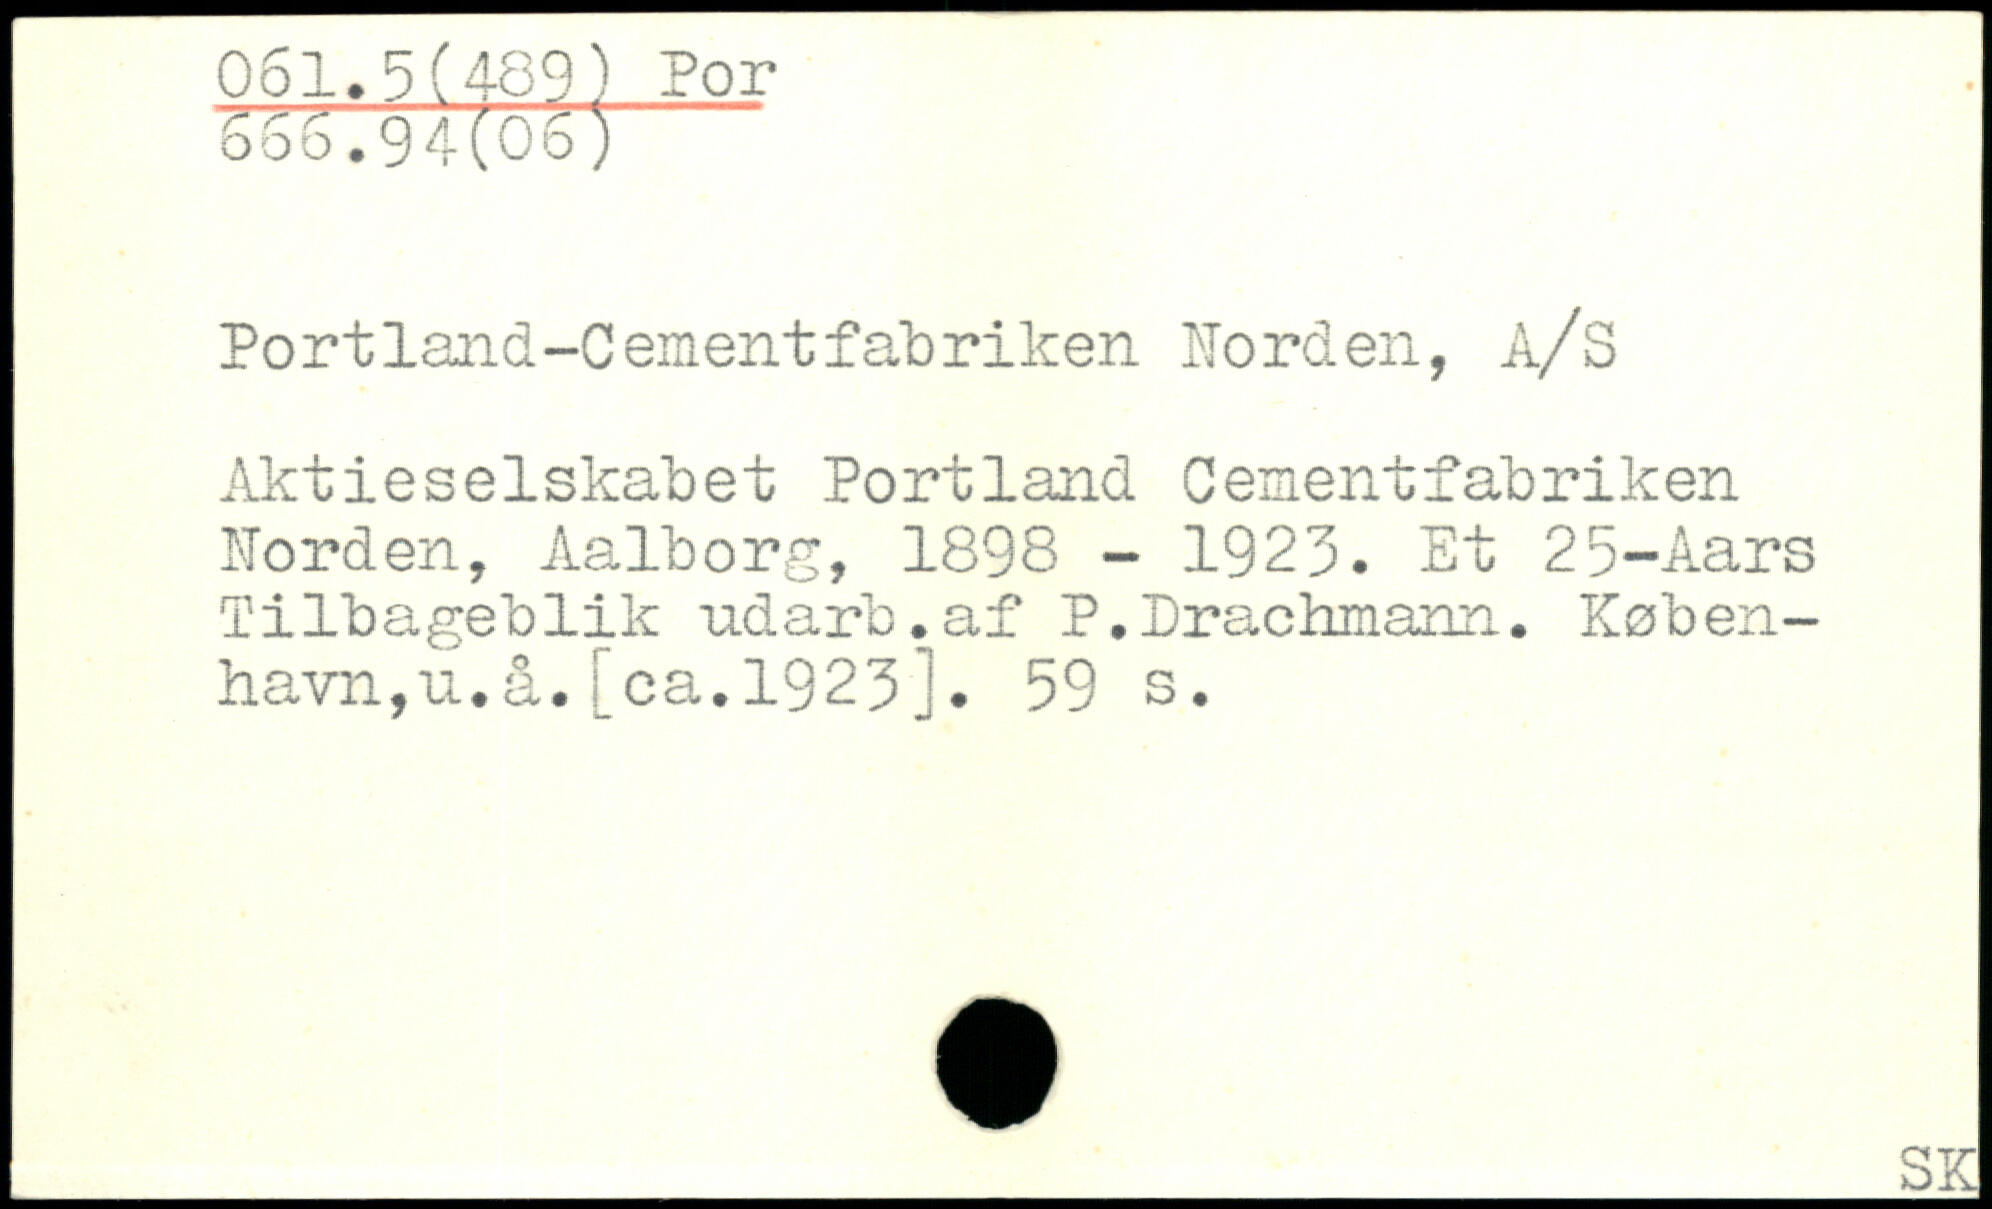 061.5(489) Por
666.94(06)
Portland-Cementfabriken Norden, A/S
Aktieselskabet Portland Cementfabriken
Norden, Aalborg, 1898 - 1923. Et 25-Aars
Tilbageblik udarb.af P.Drachmann. Køben-
havn,u.å.[ca.1923]. 59 s.
SK